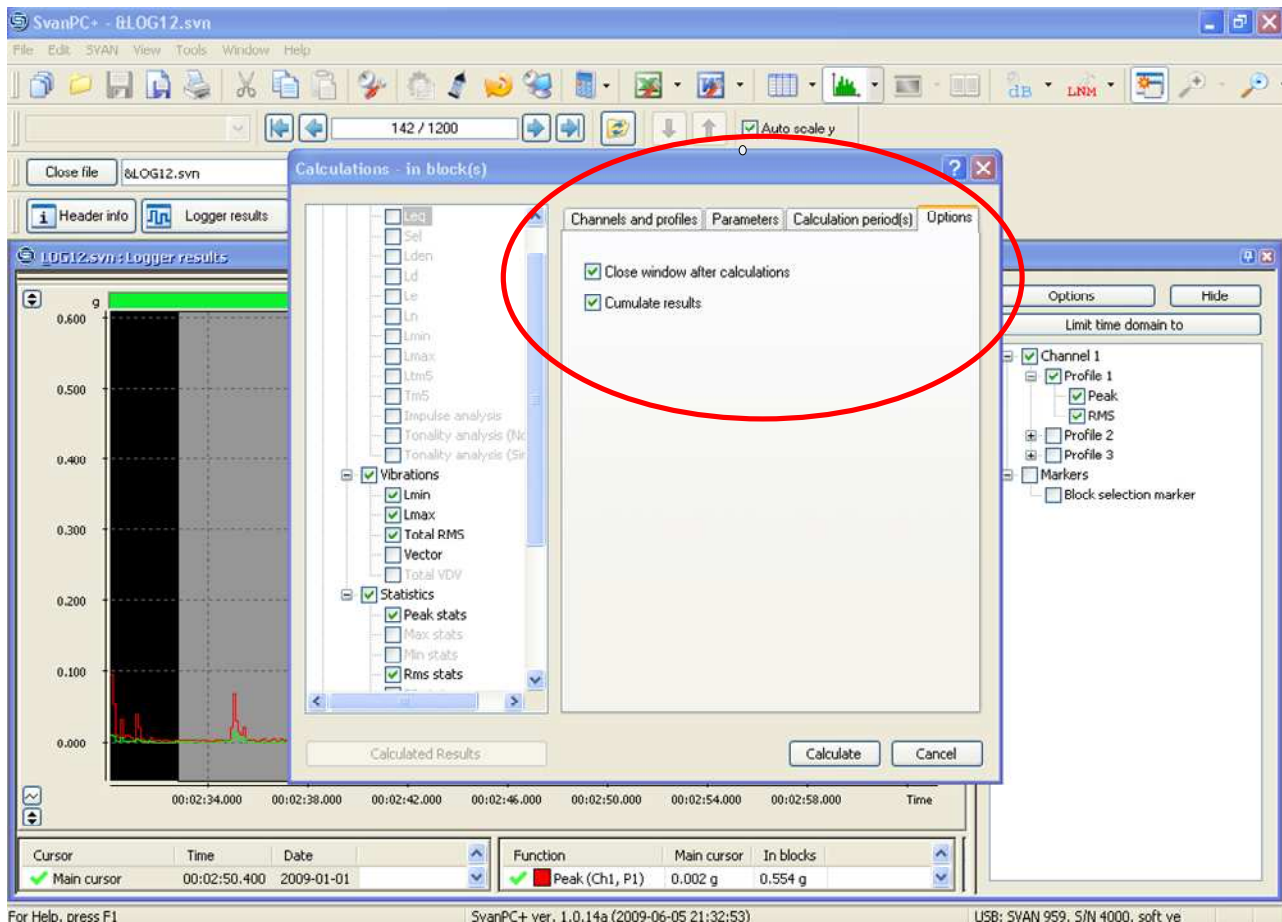 SvanPC+ - &LOG12.svn
File Edit SVAN View Tools Window Help
dB LNM
142 / 1200
Auto scale y
Close file &LOG12.svn
Header info Logger results
LOG12.svn : Logger results
g
0.600
0.500
0.400
0.300
0.200
0.100
0.000
00:02:34.000 00:02:38.000 00:02:42.000 00:02:46.000 00:02:50.000 00:02:54.000 00:02:58.000 Time
Calculations - in block(s)
Leq
Sel
Lden
Ld
Le
Ln
Lmin
Lmax
Ltm5
Tm5
Impulse analysis
Tonality analysis (No
Tonality analysis (Sir
Vibrations
Lmin
Lmax
Total RMS
Vector
Total VDV
Statistics
Peak stats
Max stats
Min stats
Rms stats
Channels and profiles Parameters Calculation period(s) Options
Close window after calculations
Cumulate results
Calculated Results
Calculate Cancel
Options Hide
Limit time domain to
Channel 1
Profile 1
Peak
RMS
Profile 2
Profile 3
Markers
Block selection marker
Cursor Time Date
Main cursor 00:02:50.400 2009-01-01
Function Main cursor In blocks
Peak (Ch1, P1) 0.002 g 0.554 g
For Help, press F1
SvanPC+ ver. 1.0.14a (2009-06-05 21:32:53)
USB: SVAN 959, S/N 4000, soft ve